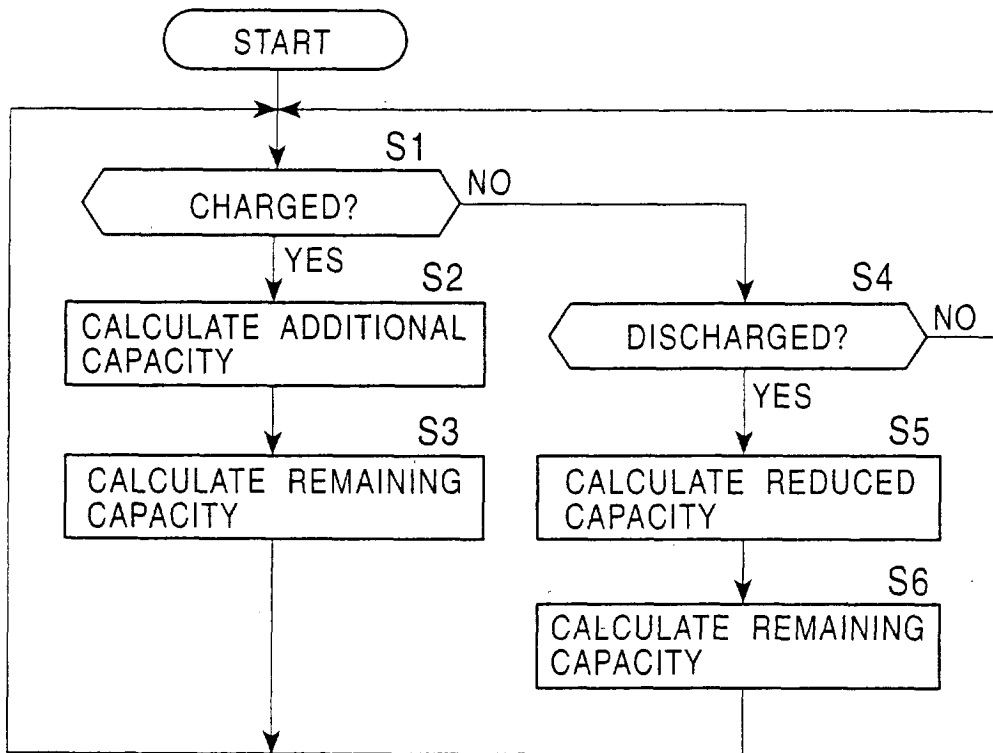 START
S1
CHARGED?
NO
YES
S2
CALCULATE ADDITIONAL
CAPACITY
S3
CALCULATE REMAINING
CAPACITY
S4
DISCHARGED?
NO
YES
S5
CALCULATE REDUCED
CAPACITY
S6
CALCULATE REMAINING
CAPACITY